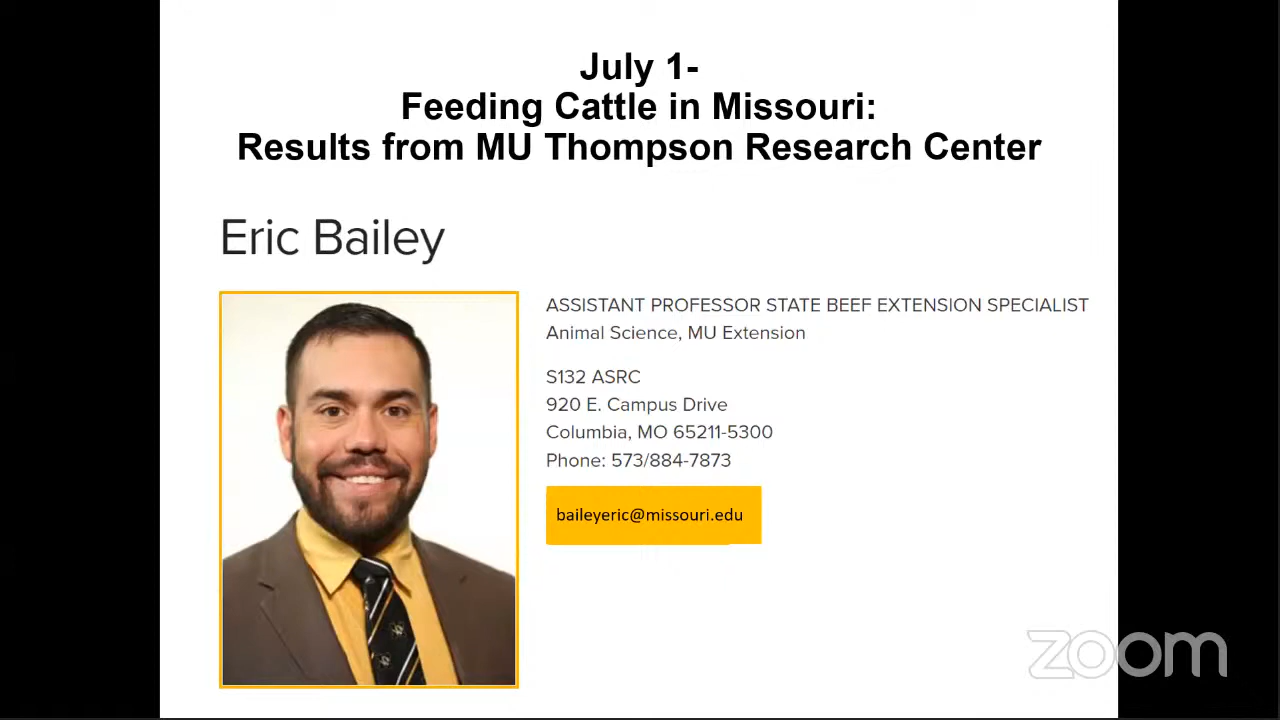 July 1-
Feeding Cattle in Missouri:
Results from MU Thompson Research Center
Eric Bailey
ASSISTANT PROFESSOR STATE BEEF EXTENSION SPECIALIST
Animal Science, MU Extension
S132 ASRC
920 E. Campus Drive
Columbia, MO 65211-5300
Phone: 573/884-7873
baileyeric@missouri.edu
zoom